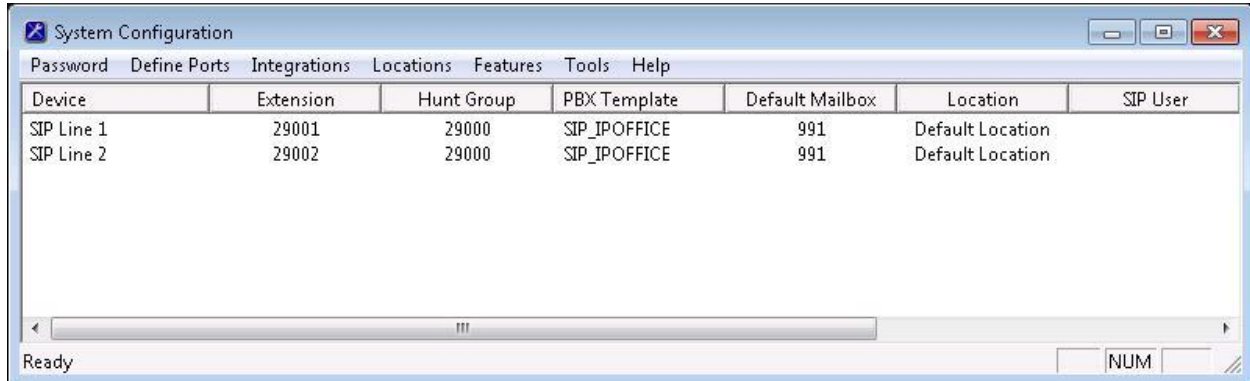 System Configuration
Password Define Ports Integrations Locations Features Tools Help
Device Extension Hunt Group PBX Template Default Mailbox Location SIP User
SIP Line 1 29001 29000 SIP_IPOFFICE 991 Default Location
SIP Line 2 29002 29000 SIP_IPOFFICE 991 Default Location
Ready NUM